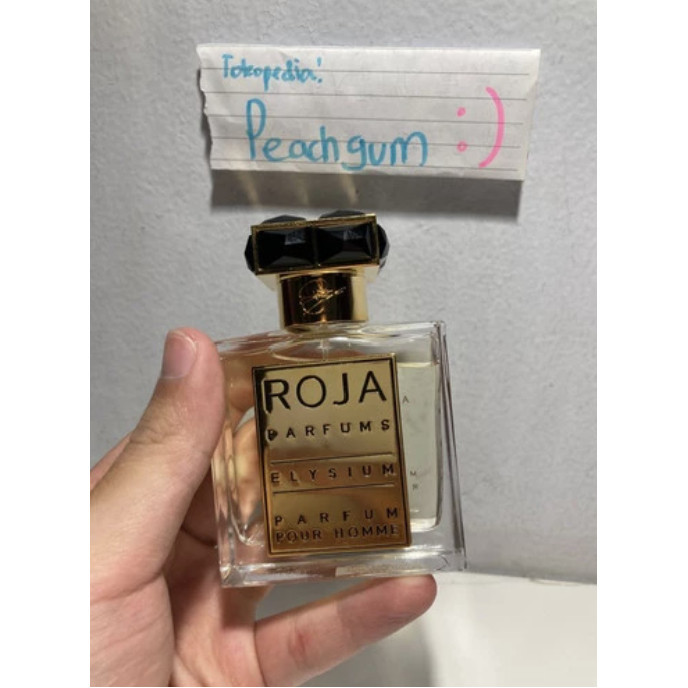 Tokopedia:
Peachgum :)
ROJA
PARFUMS
ELYSIUM
PARFUM
POUR HOMME